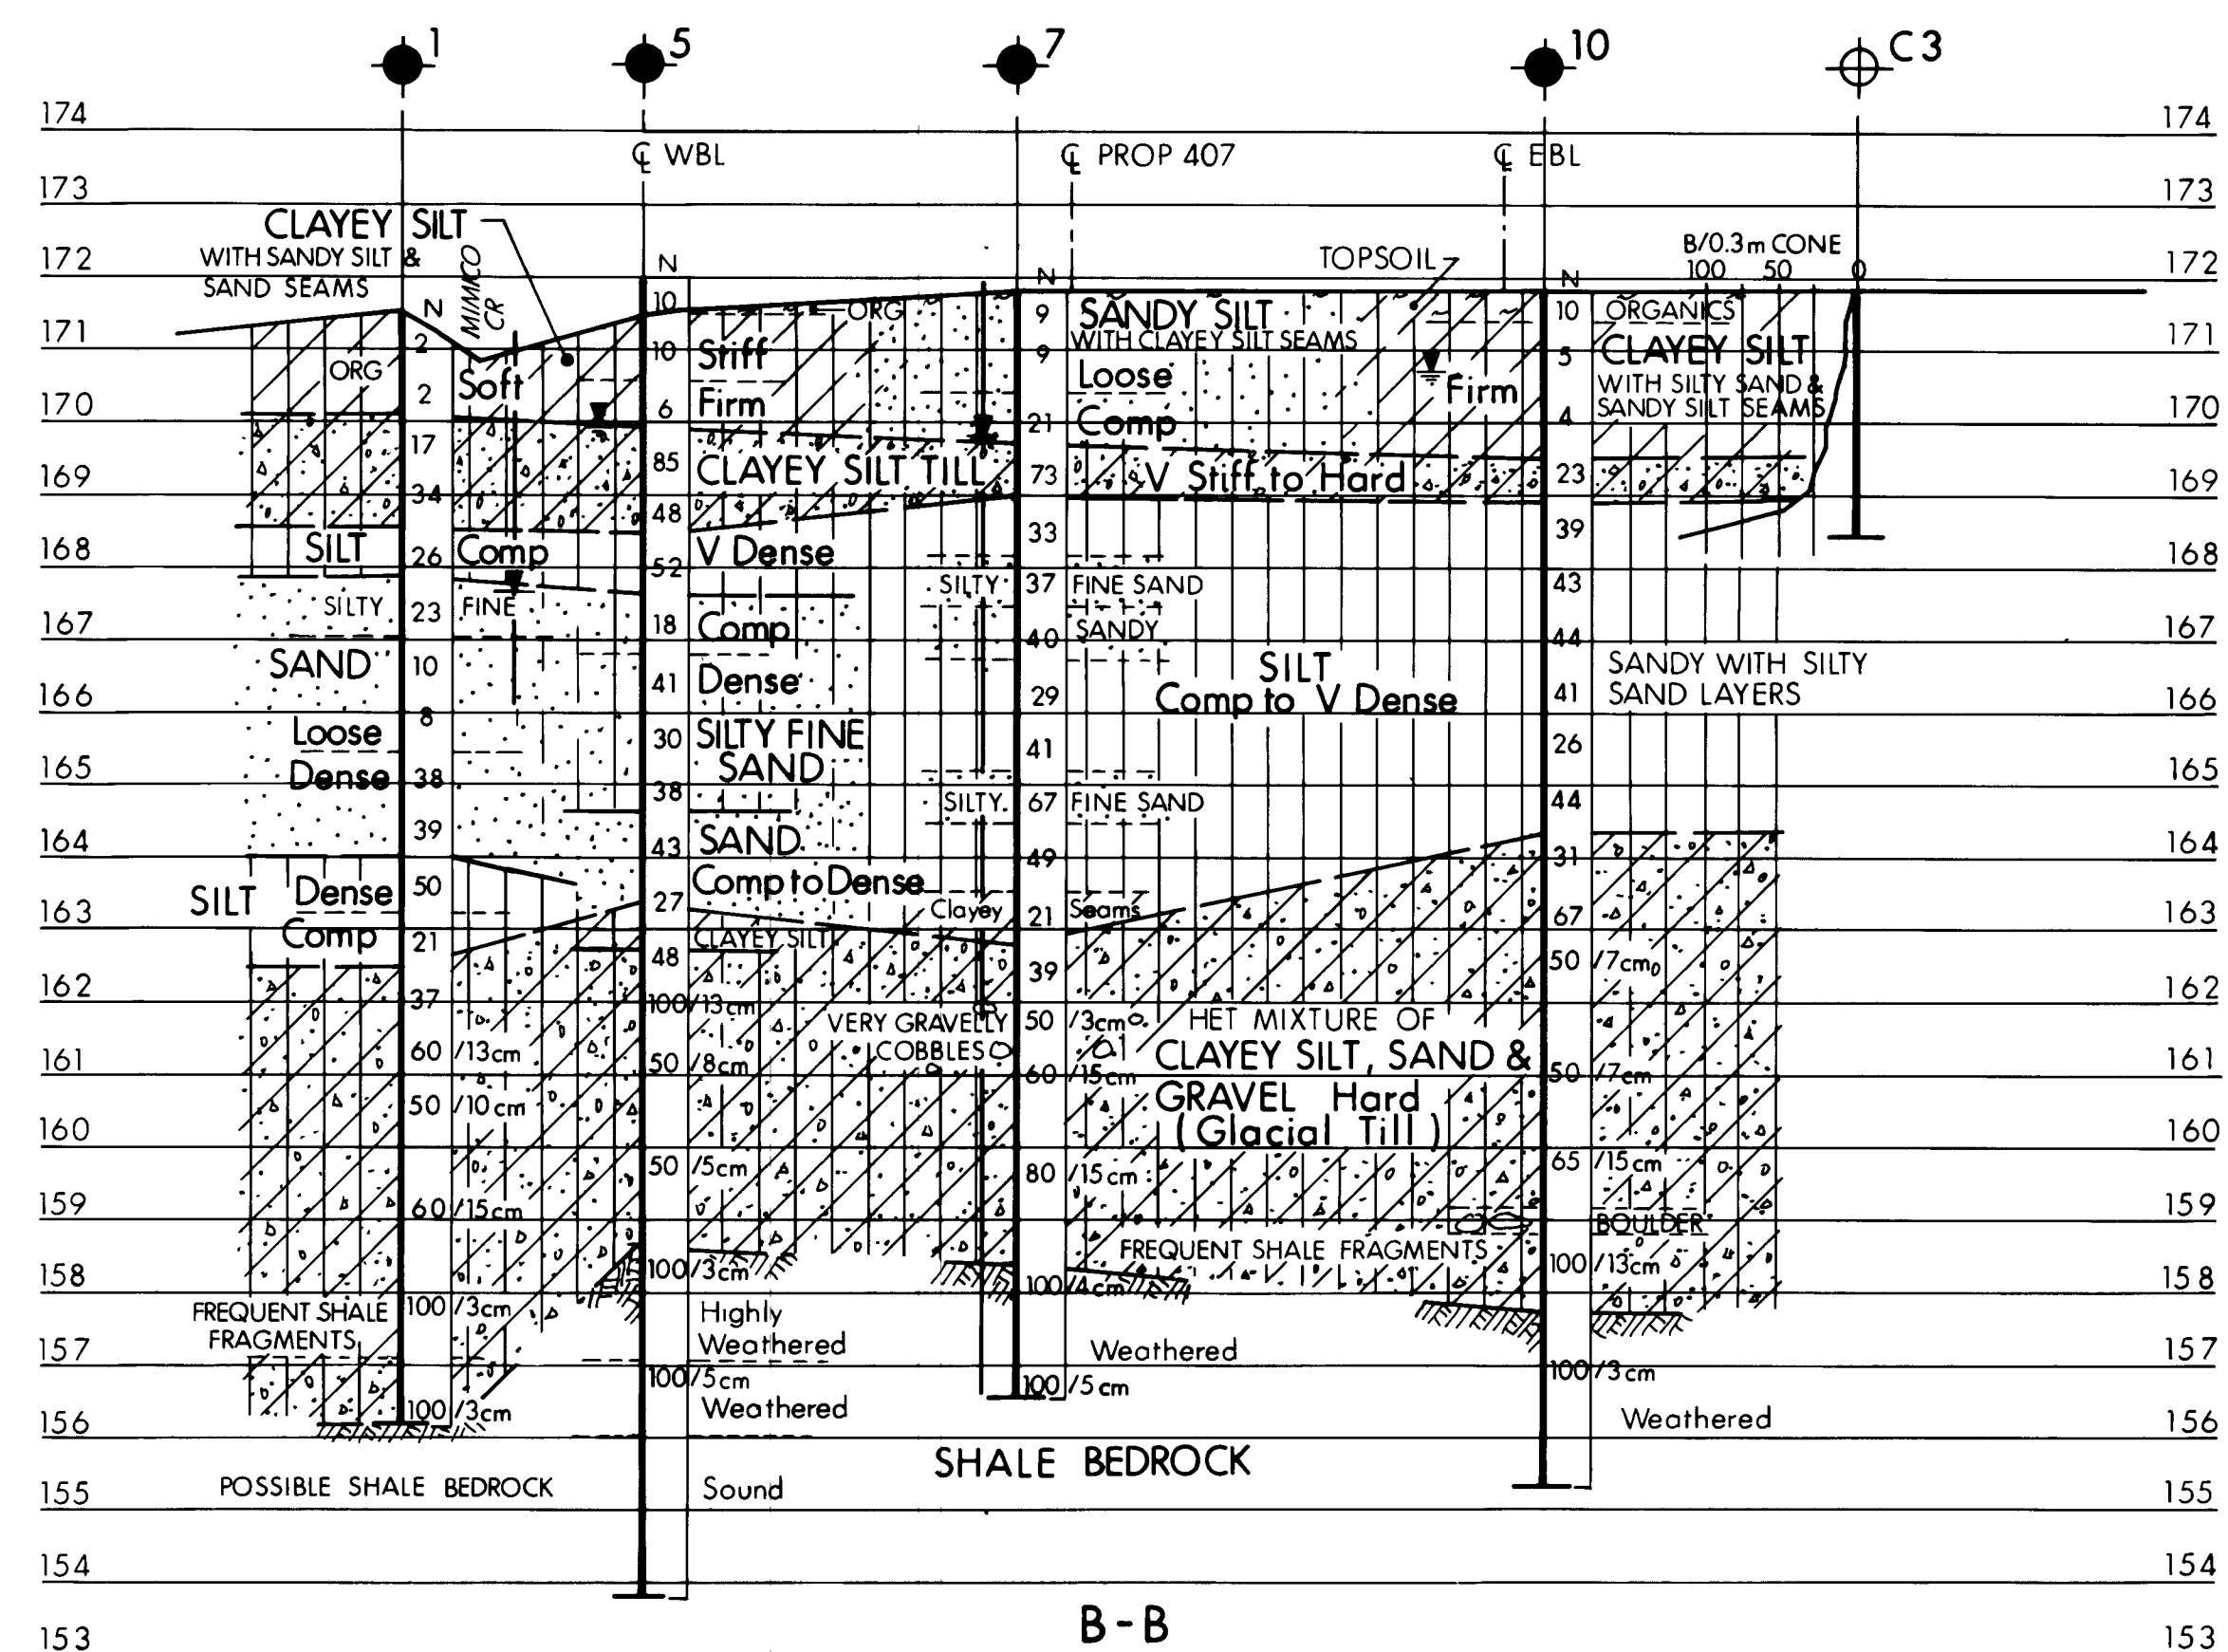 1 5 7 10 C3
174 174
℄ WBL ℄ PROP 407 ℄ EBL
173 173
CLAYEY SILT
WITH SANDY SILT &
SAND SEAMS
MIMICO
CR
TOPSOIL
B/0.3m CONE
100 50 0
172 172
N N N N
10 ORG 9 SANDY SILT 10 ORGANICS
WITH CLAYEY SILT SEAMS
171 171
2 10 Stiff 9 5 CLAYEY SILT
ORG Soft Loose Firm WITH SILTY SAND &
2 6 Firm SANDY SILT SEAMS
170 170
21 Comp 4
17 85 CLAYEY SILT TILL 73 V Stiff to Hard 23
169 169
34 48 33 39
SILT 26 Comp V Dense
168 168
52 SILTY 37 FINE SAND 43
SILTY 23 FINE 18 Comp SANDY
167 167
40 44
SAND 10 41 Dense 29 SILT SANDY WITH SILTY
Comp to V Dense 41 SAND LAYERS
166 166
8 30 SILTY FINE 41 26
Loose SAND
165 165
Dense 38 38 SILTY 67 FINE SAND 44
39 SAND
164 164
43 49 31
SILT Dense 50 Comp to Dense
27 Clayey 21 Seams 67
163 163
Comp 21 CLAYEY SILT
48 39 50 /7cm
162 162
37 100/13cm VERY GRAVELLY 50 /3cm HET MIXTURE OF
60 /13cm 50 /8cm COBBLES CLAYEY SILT, SAND &
161 161
60 /15cm 50 /7cm
50 /10cm GRAVEL Hard
(Glacial Till)
160 160
50 /5cm 80 /15cm 65 /15cm
159 159
60/15cm BOULDER
FREQUENT SHALE FRAGMENTS
100/3cm 100/4cm 100/13cm
158 158
FREQUENT SHALE 100/3cm Highly
FRAGMENTS Weathered Weathered
157 157
100/5cm 100/5cm 100/3cm
100/3cm Weathered Weathered
156 156
SHALE BEDROCK
POSSIBLE SHALE BEDROCK Sound
155 155
154 154
B-B
153 153